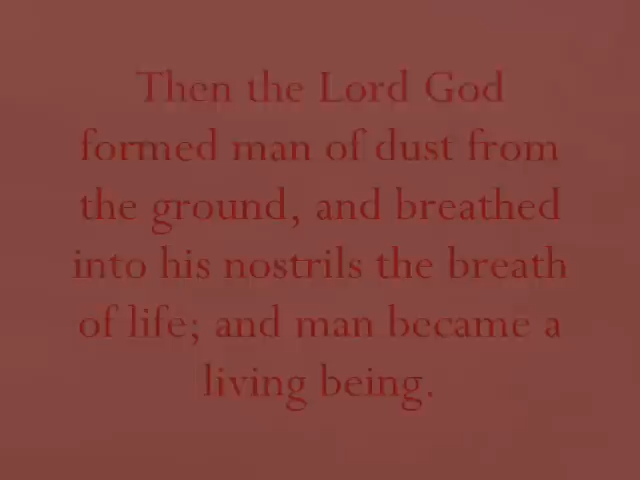 Then the Lord God
formed man of dust from
the ground, and breathed
into his nostrils the breath
of life; and man became a
living being.